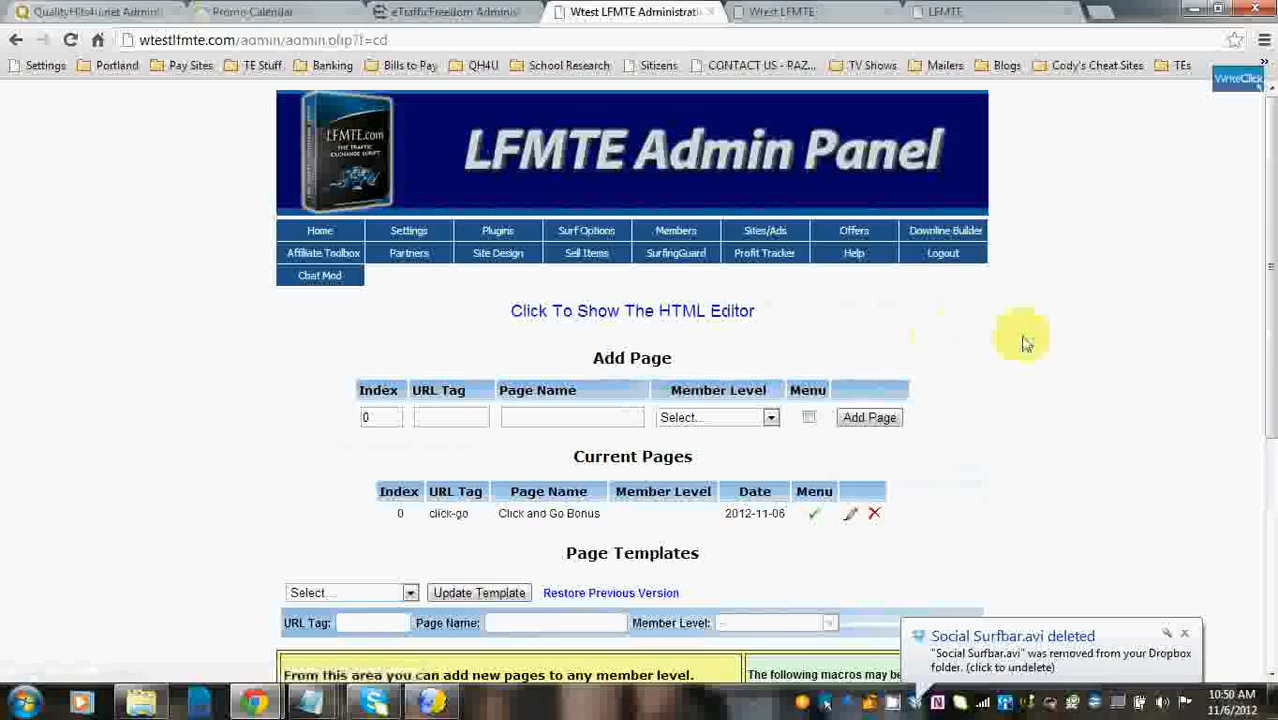 QualityHits4u.net Admini
Promo Calendar
eTrafficFreedom Adminis
Wtest LFMTE Administrati
Wtest LFMTE
LFMTE
wtestlfmte.com/admin/admin.php?f=cd
Settings Portland Pay Sites TE Stuff Banking Bills to Pay QH4U School Research Sitizens CONTACT US - PAZ... TV Shows Mailers Blogs Cody's Cheat Sites TEs
WriteClick
LFMTE.com
THE TRAFFIC
EXCHANGE SCRIPT
LFMTE Admin Panel
Home Settings Plugins Surf Options Members Sites/Ads Offers Downline Builder
Affiliate Toolbox Partners Site Design Sell Items SurfingGuard Profit Tracker Help Logout
Chat Mod
Click To Show The HTML Editor
Add Page
Index URL Tag Page Name Member Level Menu
0 Select... Add Page
Current Pages
Index URL Tag Page Name Member Level Date Menu
0 click-go Click and Go Bonus 2012-11-06
Page Templates
Select... Update Template Restore Previous Version
URL Tag: Page Name: Member Level:
From this area you can add new pages to any member level.
The following macros may be
Social Surfbar.avi deleted
"Social Surfbar.avi" was removed from your Dropbox
folder. (click to undelete)
10:50 AM
11/6/2012